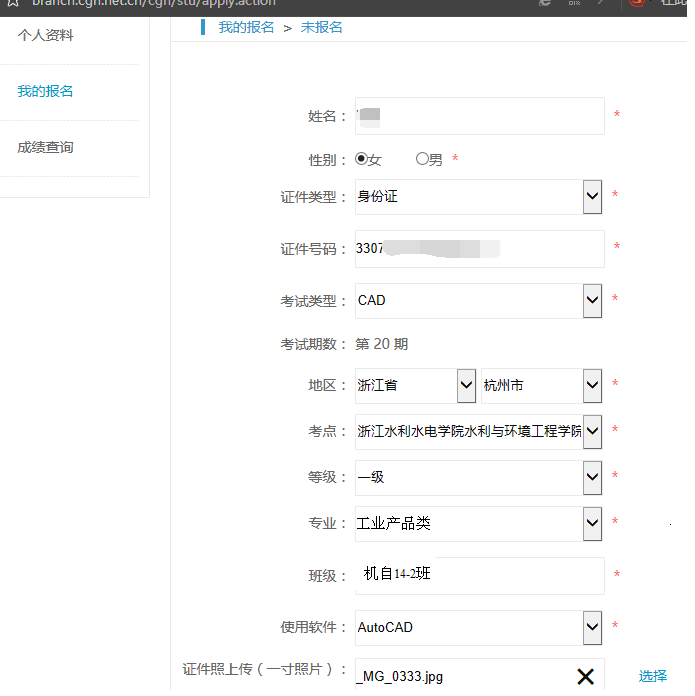 branch.cgn.net.cn/cgn/stu/apply.action
个人资料
我的报名
成绩查询
我的报名 > 未报名
姓名： *
性别： 女 男 *
证件类型： 身份证 *
证件号码： 3307 *
考试类型： CAD *
考试期数： 第 20 期
地区： 浙江省 杭州市 *
考点： 浙江水利水电学院水利与环境工程学院 *
等级： 一级 *
专业： 工业产品类 *
班级： 机自14-2班 *
使用软件： AutoCAD *
证件照上传（一寸照片）： _MG_0333.jpg 选择